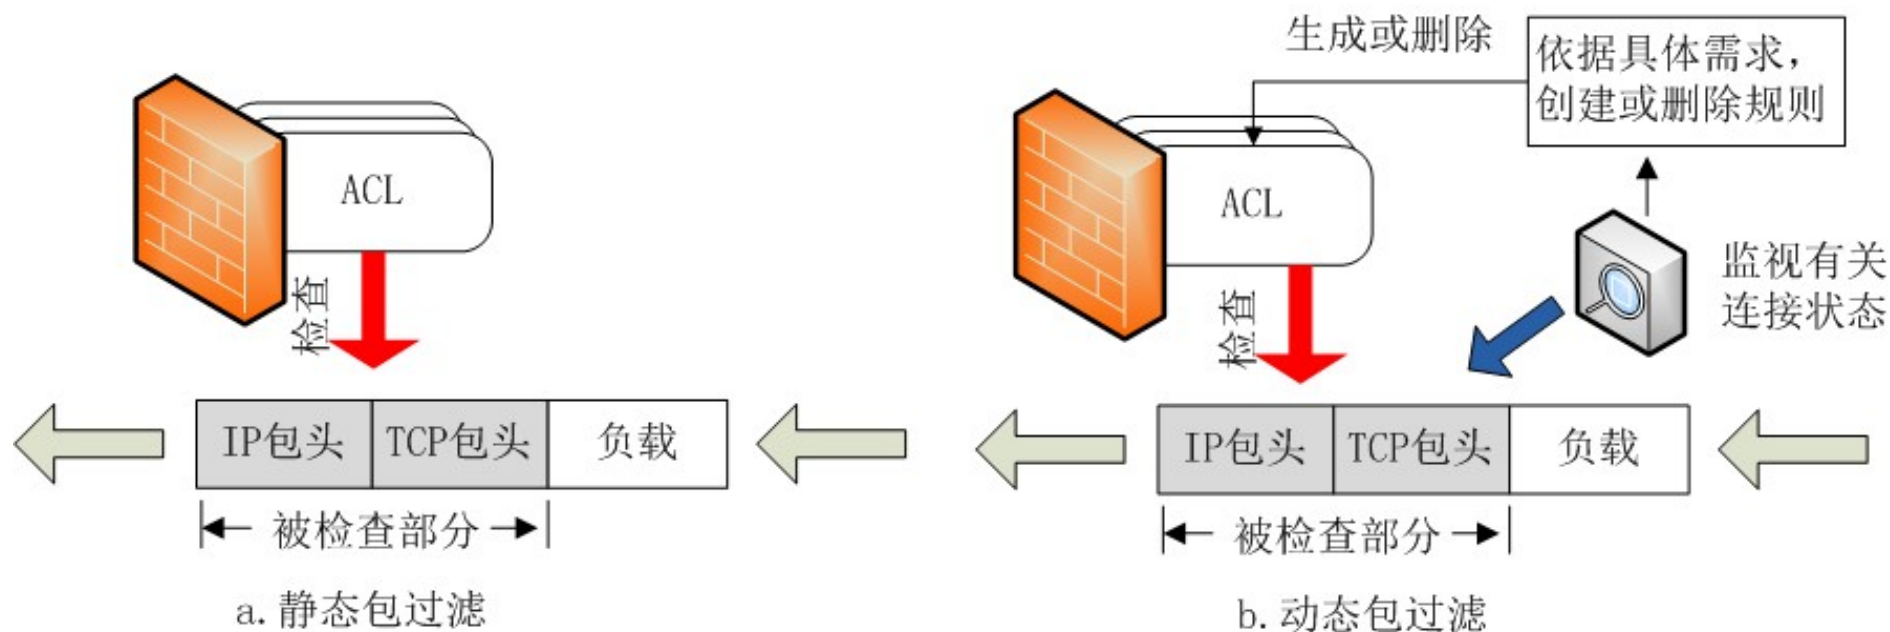 ACL
检查
IP包头
TCP包头
负载
被检查部分
a.静态包过滤
生成或删除
依据具体需求，
创建或删除规则
ACL
监视有关
连接状态
检查
IP包头
TCP包头
负载
被检查部分
b.动态包过滤